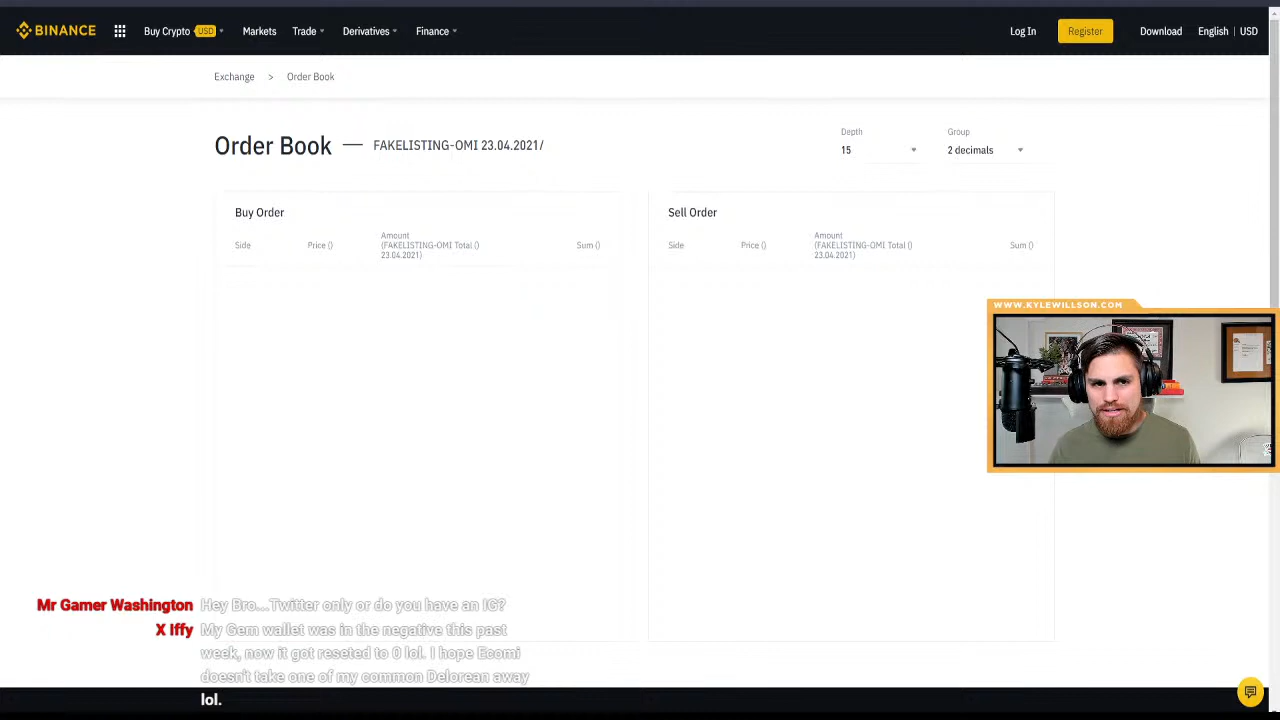 BINANCE
Buy Crypto USD
Markets
Trade
Derivatives
Finance
Log In
Register
Download
English | USD
Exchange > Order Book
Order Book — FAKELISTING-OMI 23.04.2021/
Depth
15
Group
2 decimals
Buy Order
Side
Price ()
Amount
(FAKELISTING-OMI Total ()
23.04.2021)
Sum ()
Sell Order
Side
Price ()
Amount
(FAKELISTING-OMI Total ()
23.04.2021)
Sum ()
WWW.KYLEWILLSON.COM
Mr Gamer Washington Hey Bro...Twitter only or do you have an IG?
X Iffy My Gem wallet was in the negative this past
week, now it got reseted to 0 lol. I hope Ecomi
doesn't take one of my common Delorean away
lol.